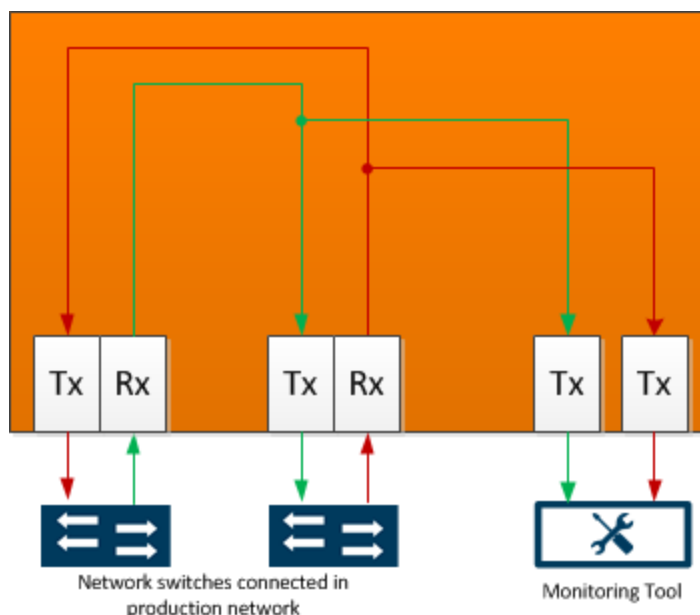 Tx Rx Tx Rx Tx Tx
Network switches connected in
production network
Monitoring Tool